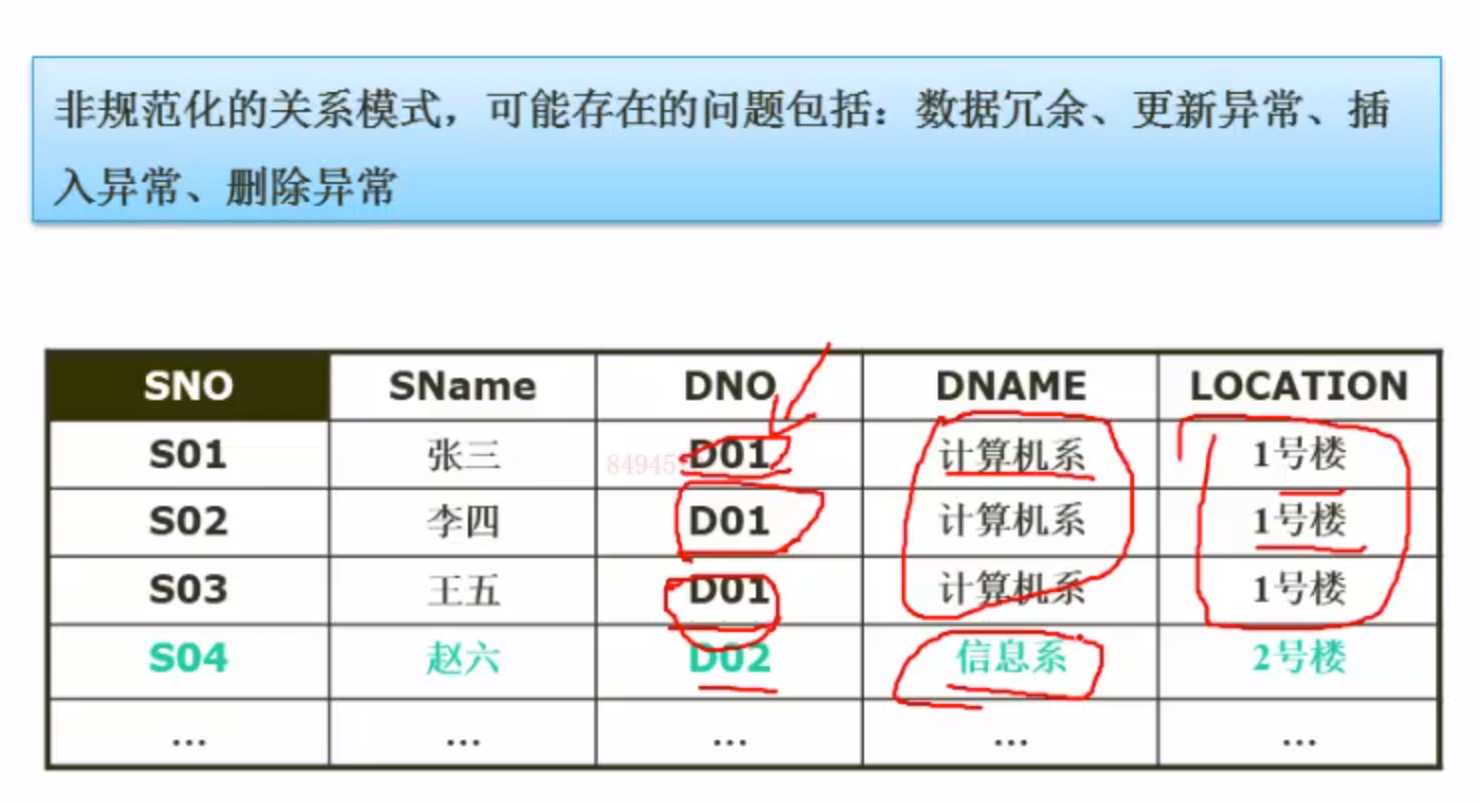 非规范化的关系模式，可能存在的问题包括：数据冗余、更新异常、插
入异常、删除异常
SNO SName DNO DNAME LOCATION
S01 张三 D01 计算机系 1号楼
S02 李四 D01 计算机系 1号楼
S03 王五 D01 计算机系 1号楼
S04 赵六 D02 信息系 2号楼
... ... ... ... ...